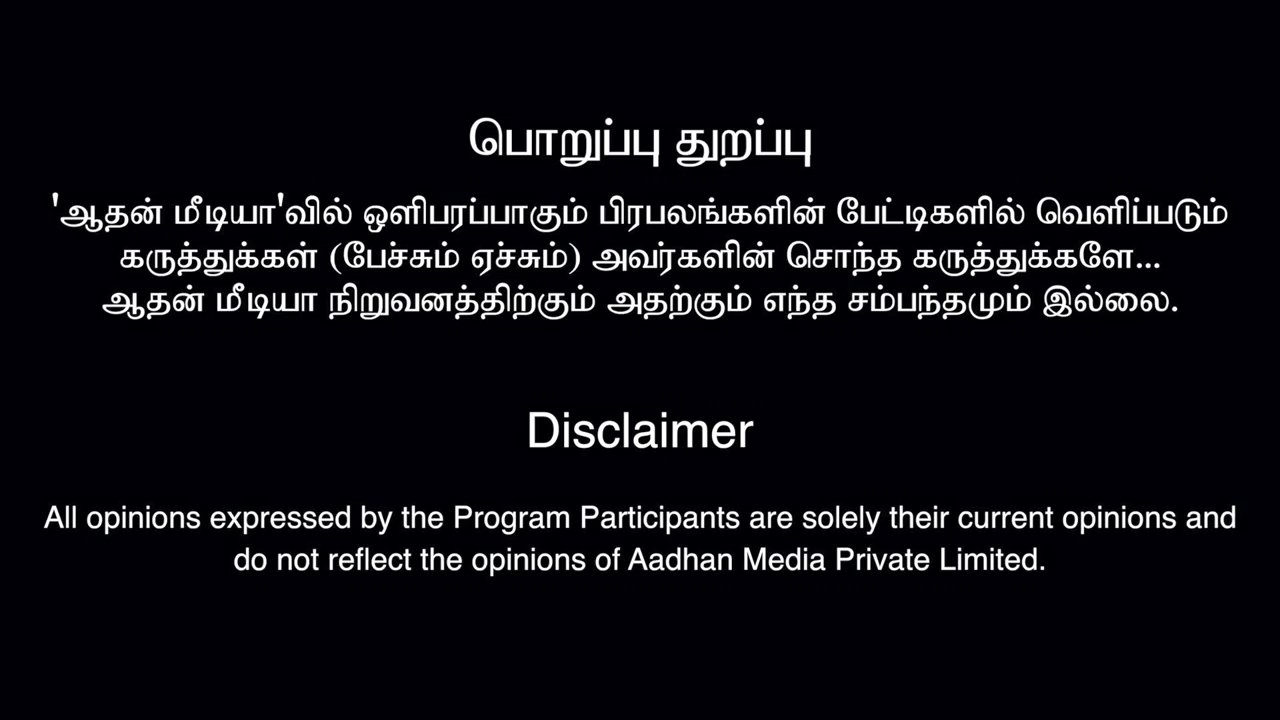 பொறுப்பு துறப்பு
'ஆதன் மீடியா'வில் ஒளிபரப்பாகும் பிரபலங்களின் பேட்டிகளில் வெளிப்படும்
கருத்துக்கள் (பேச்சும் ஏச்சும்) அவர்களின் சொந்த கருத்துக்களே...
ஆதன் மீடியா நிறுவனத்திற்கும் அதற்கும் எந்த சம்பந்தமும் இல்லை.
Disclaimer
All opinions expressed by the Program Participants are solely their current opinions and
do not reflect the opinions of Aadhan Media Private Limited.